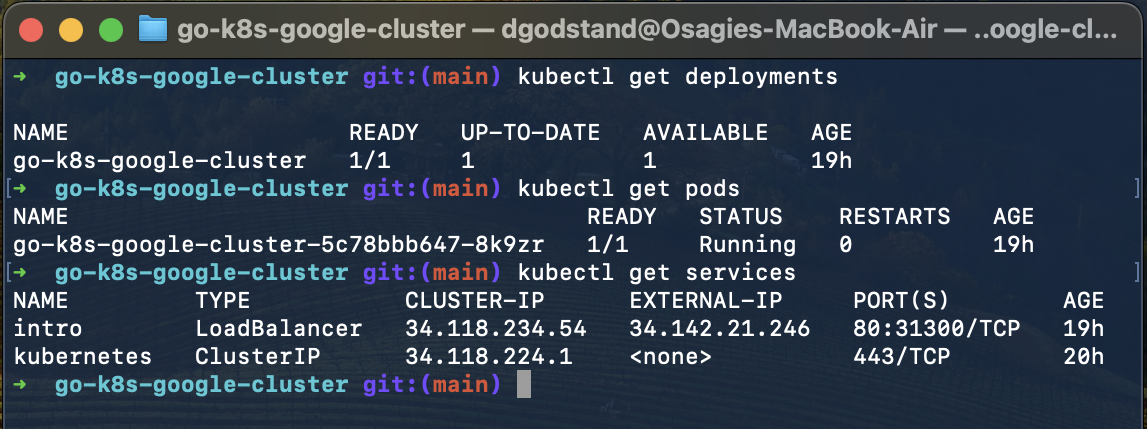 go-k8s-google-cluster — dgodstand@Osagies-MacBook-Air — ..oogle-cl...
➜ go-k8s-google-cluster git:(main) kubectl get deployments
NAME READY UP-TO-DATE AVAILABLE AGE
go-k8s-google-cluster 1/1 1 1 19h
[➜ go-k8s-google-cluster git:(main) kubectl get pods ]
NAME READY STATUS RESTARTS AGE
go-k8s-google-cluster-5c78bbb647-8k9zr 1/1 Running 0 19h
[➜ go-k8s-google-cluster git:(main) kubectl get services ]
NAME TYPE CLUSTER-IP EXTERNAL-IP PORT(S) AGE
intro LoadBalancer 34.118.234.54 34.142.21.246 80:31300/TCP 19h
kubernetes ClusterIP 34.118.224.1 <none> 443/TCP 20h
➜ go-k8s-google-cluster git:(main)